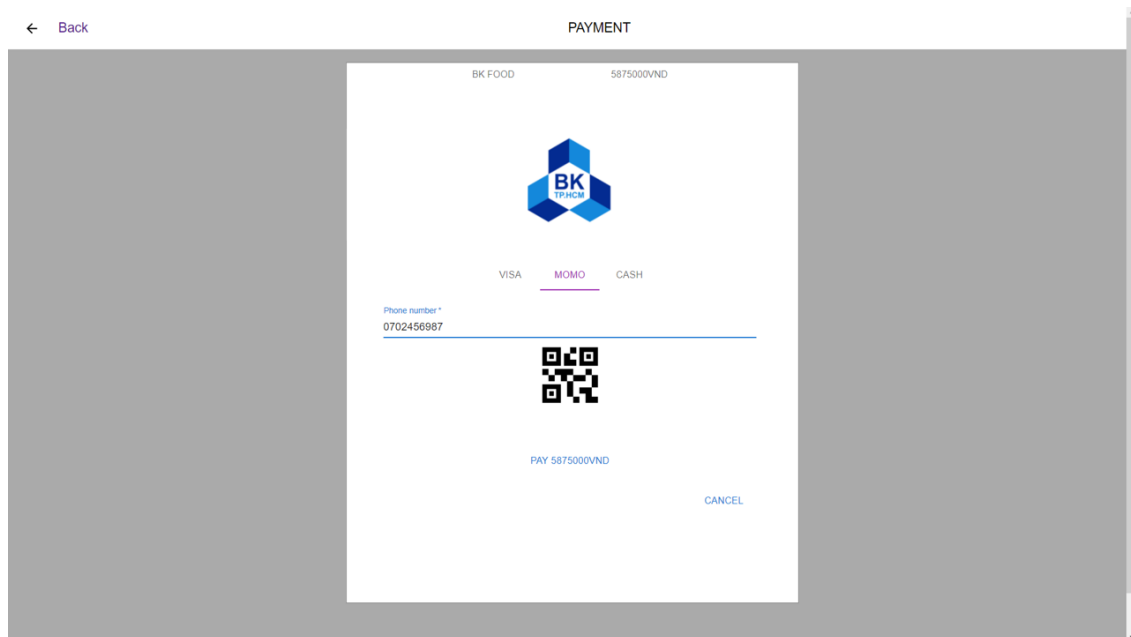 ← Back PAYMENT
BK FOOD 5875000VND
BK
TP.HCM
VISA MOMO CASH
Phone number *
0702456987
PAY 5875000VND
CANCEL